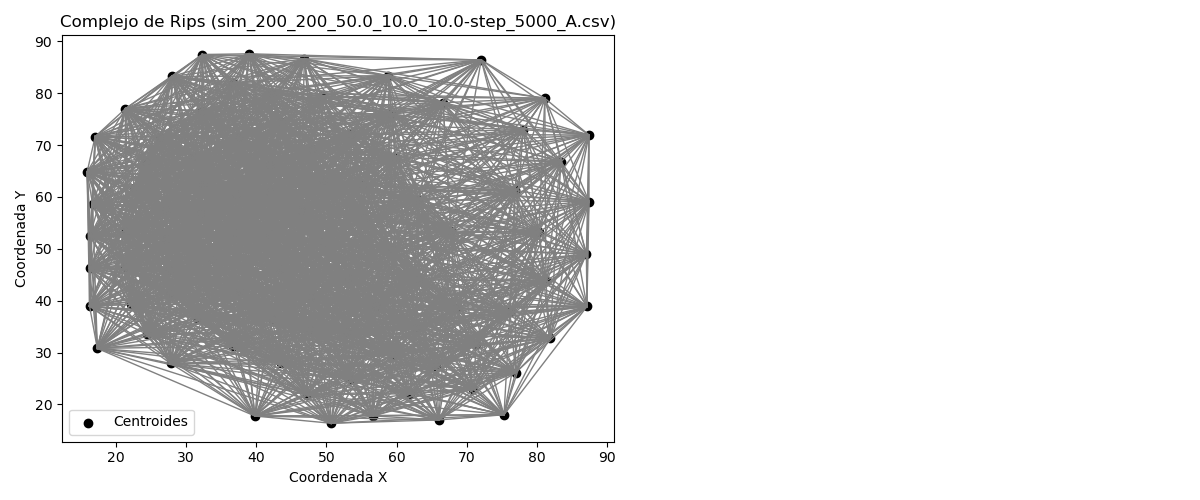 Complejo de Rips (sim_200_200_50.0_10.0_10.0-step_5000_A.csv)
90
80
70
60
50
40
30
20
Coordenada Y
Centroides
20 30 40 50 60 70 80 90
Coordenada X